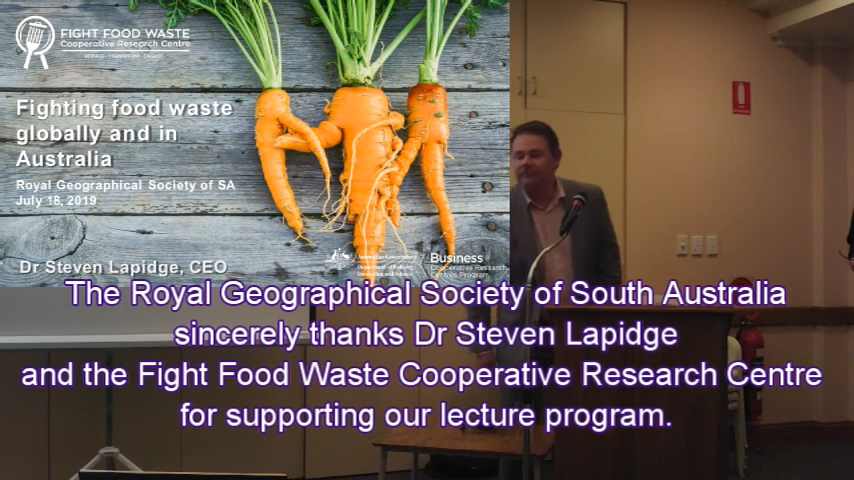 FIGHT FOOD WASTE
Cooperative Research Centre
Fighting food waste
globally and in
Australia
Royal Geographical Society of SA
July 18, 2019
Dr Steven Lapidge, CEO
Australian Government
Business
Cooperative Research
Centres Program
The Royal Geographical Society of South Australia
sincerely thanks Dr Steven Lapidge
and the Fight Food Waste Cooperative Research Centre
for supporting our lecture program.